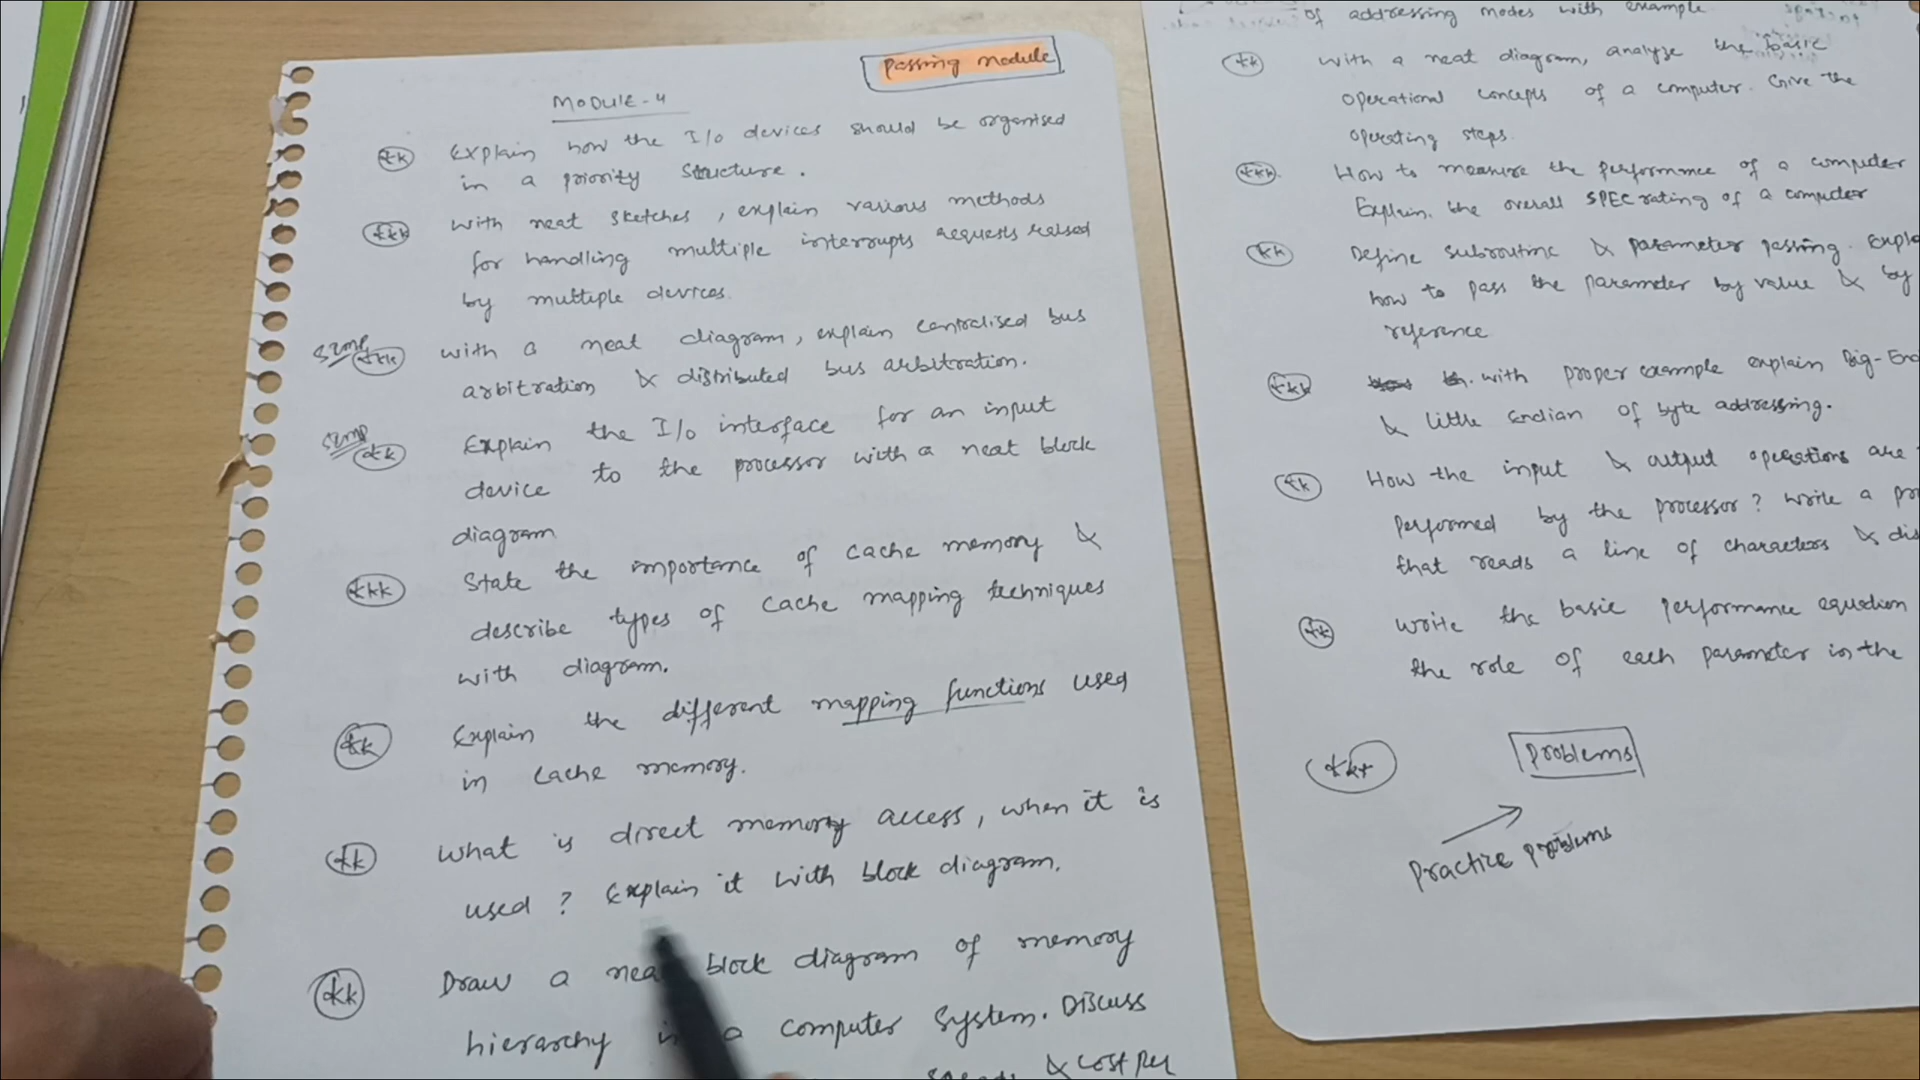 Passing module
MODULE-4
** Explain how the I/o devices should be organised
in a priority structure.
*** with neat sketches, explain various methods
for handling multiple interrupts requests raised
by multiple devices.
with a neat diagram, explain centralised bus
arbitration & distributed bus arbitration.
Explain the I/o interface for an input
device to the processor with a neat block
diagram
State the importance of cache memory &
describe types of cache mapping techniques
with diagram.
Explain the different mapping functions used
in cache memory.
What is direct memory access, when it is
used ? Explain it with block diagram.
Draw a neat block diagram of memory
hierarchy in a computer system. Discuss
& cost per
of addressing modes with example
with a neat diagram, analyze the basic
operational concepts of a computer. Give the
operating steps.
How to measure the performance of a computer
Explain. the overall SPEC rating of a computer
Define subroutine & parameter passing.
how to pass the parameter by value & by
reference
with proper example explain Big-En
& little Endian of byte addressing.
How the input & output operations are
performed by the processor? Write a
that reads a line of characters &
write the basic performance equation
the role of each parameter in the
problems
practice problems